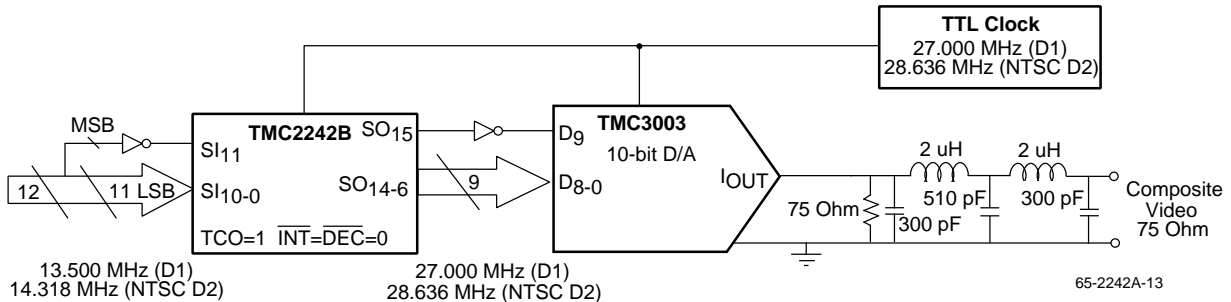 TTL Clock
27.000 MHz (D1)
28.636 MHz (NTSC D2)
MSB
12
11 LSB
TMC2242B
SI11
SI10-0
SO15
SO14-6
TCO=1 INT=DEC=0
9
TMC3003
10-bit D/A
D9
D8-0
IOUT
75 Ohm
300 pF
2 uH
510 pF
2 uH
300 pF
Composite
Video
75 Ohm
13.500 MHz (D1)
14.318 MHz (NTSC D2)
27.000 MHz (D1)
28.636 MHz (NTSC D2)
65-2242A-13